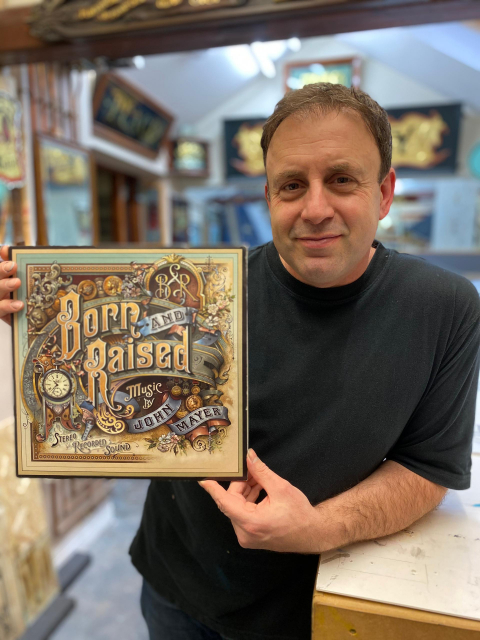 B&R
Born AND
Raised
Music
BY
JOHN
MAYER
STEREO
RECORDED
SOUND